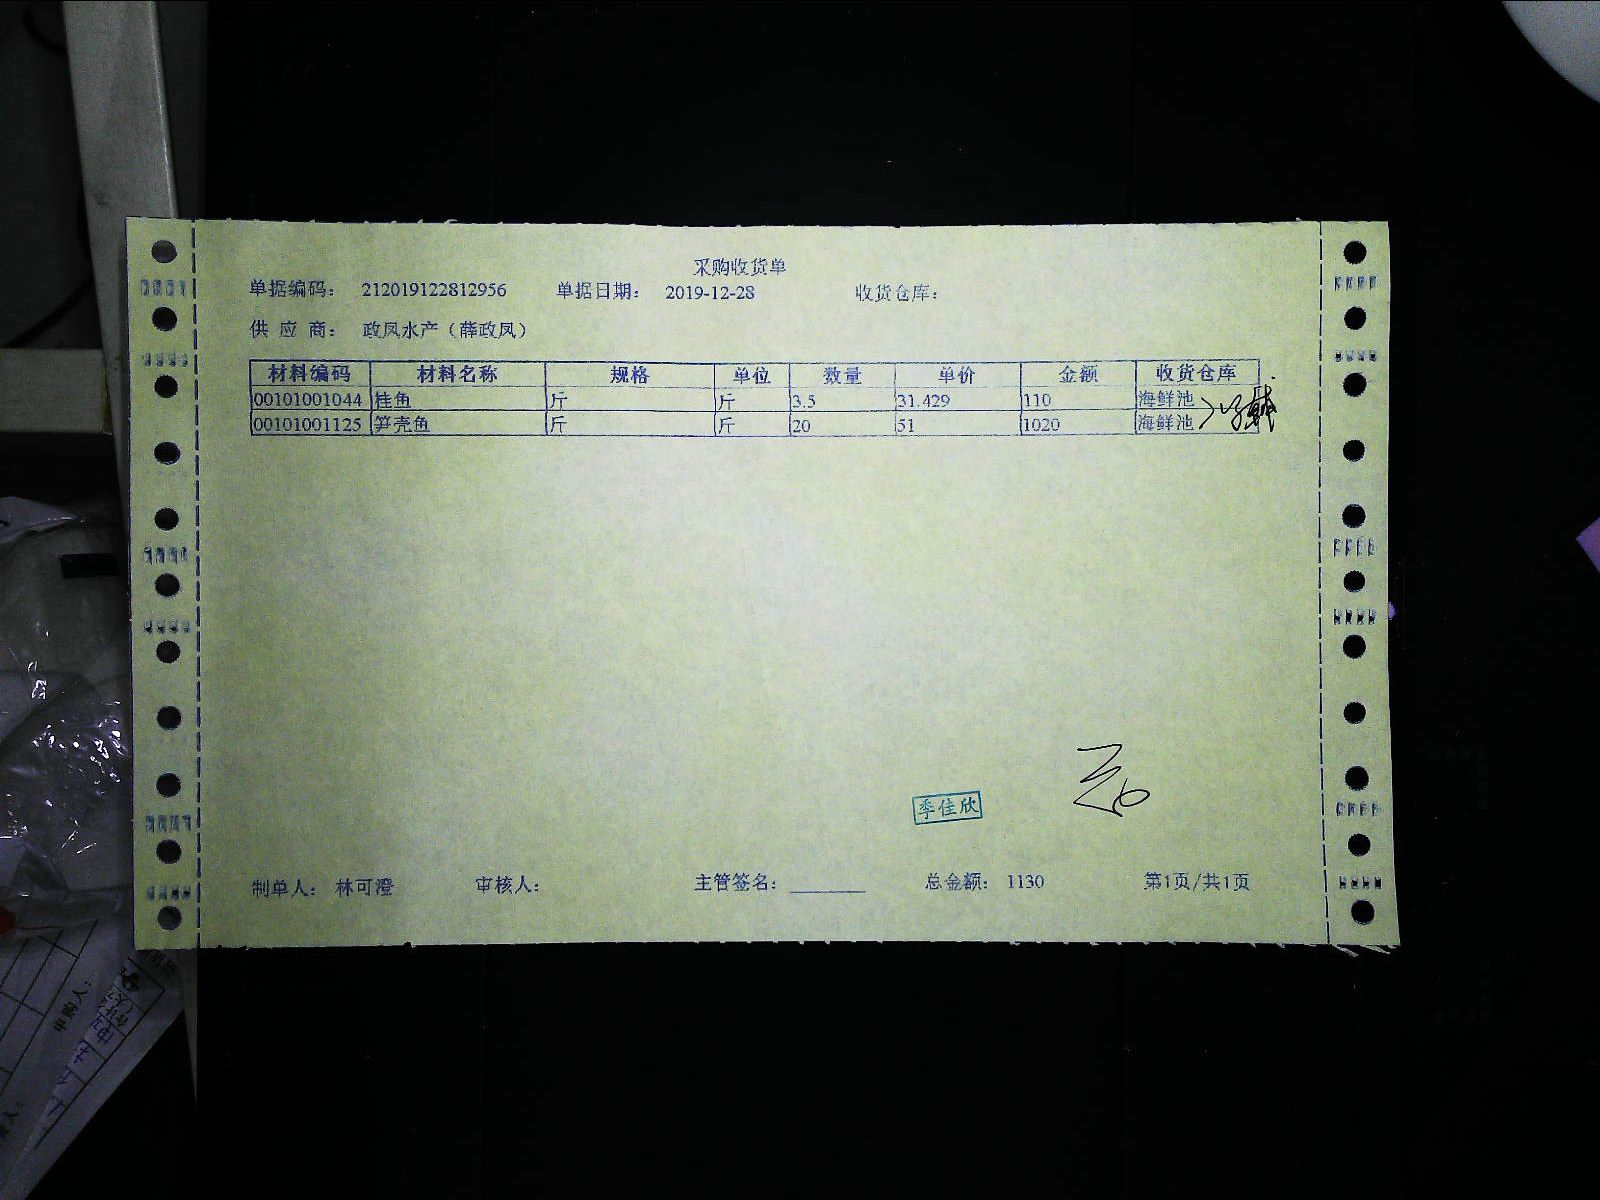 采购收货单
单据编码： 212019122812956 单据日期： 2019-12-28 收货仓库：
供 应 商： 政凤水产（薛政凤）
材料编码 材料名称 规格 单位 数量 单价 金额 收货仓库
00101001044 桂鱼 斤 斤 3.5 31.429 110 海鲜池
00101001125 笋壳鱼 斤 斤 20 51 1020 海鲜池
季佳欣
制单人： 林可澄 审核人： 主管签名： 总金额： 1130 第1页/共1页
申购人：